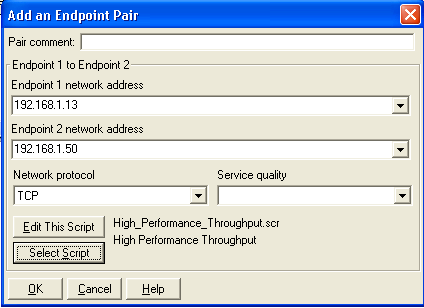 Add an Endpoint Pair
Pair comment:
Endpoint 1 to Endpoint 2
Endpoint 1 network address
192.168.1.13
Endpoint 2 network address
192.168.1.50
Network protocol Service quality
TCP
Edit This Script High_Performance_Throughput.scr
High Performance Throughput
Select Script
OK Cancel Help